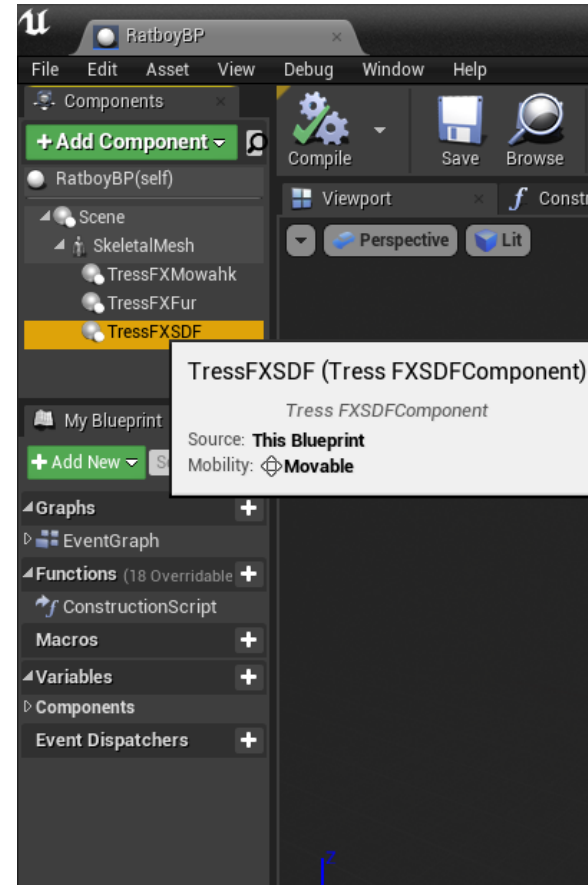 RatboyBP
File Edit Asset View Debug Window Help
Components
+ Add Component
Compile Save Browse
RatboyBP(self)
Viewport
f Constr
Scene
Perspective Lit
SkeletalMesh
TressFXMowahk
TressFXFur
TressFXSDF
TressFXSDF (Tress FXSDFComponent)
Tress FXSDFComponent
Source: This Blueprint
Mobility: Movable
My Blueprint
+ Add New
Graphs
EventGraph
Functions (18 Overridable
ConstructionScript
Macros
Variables
Components
Event Dispatchers
Z